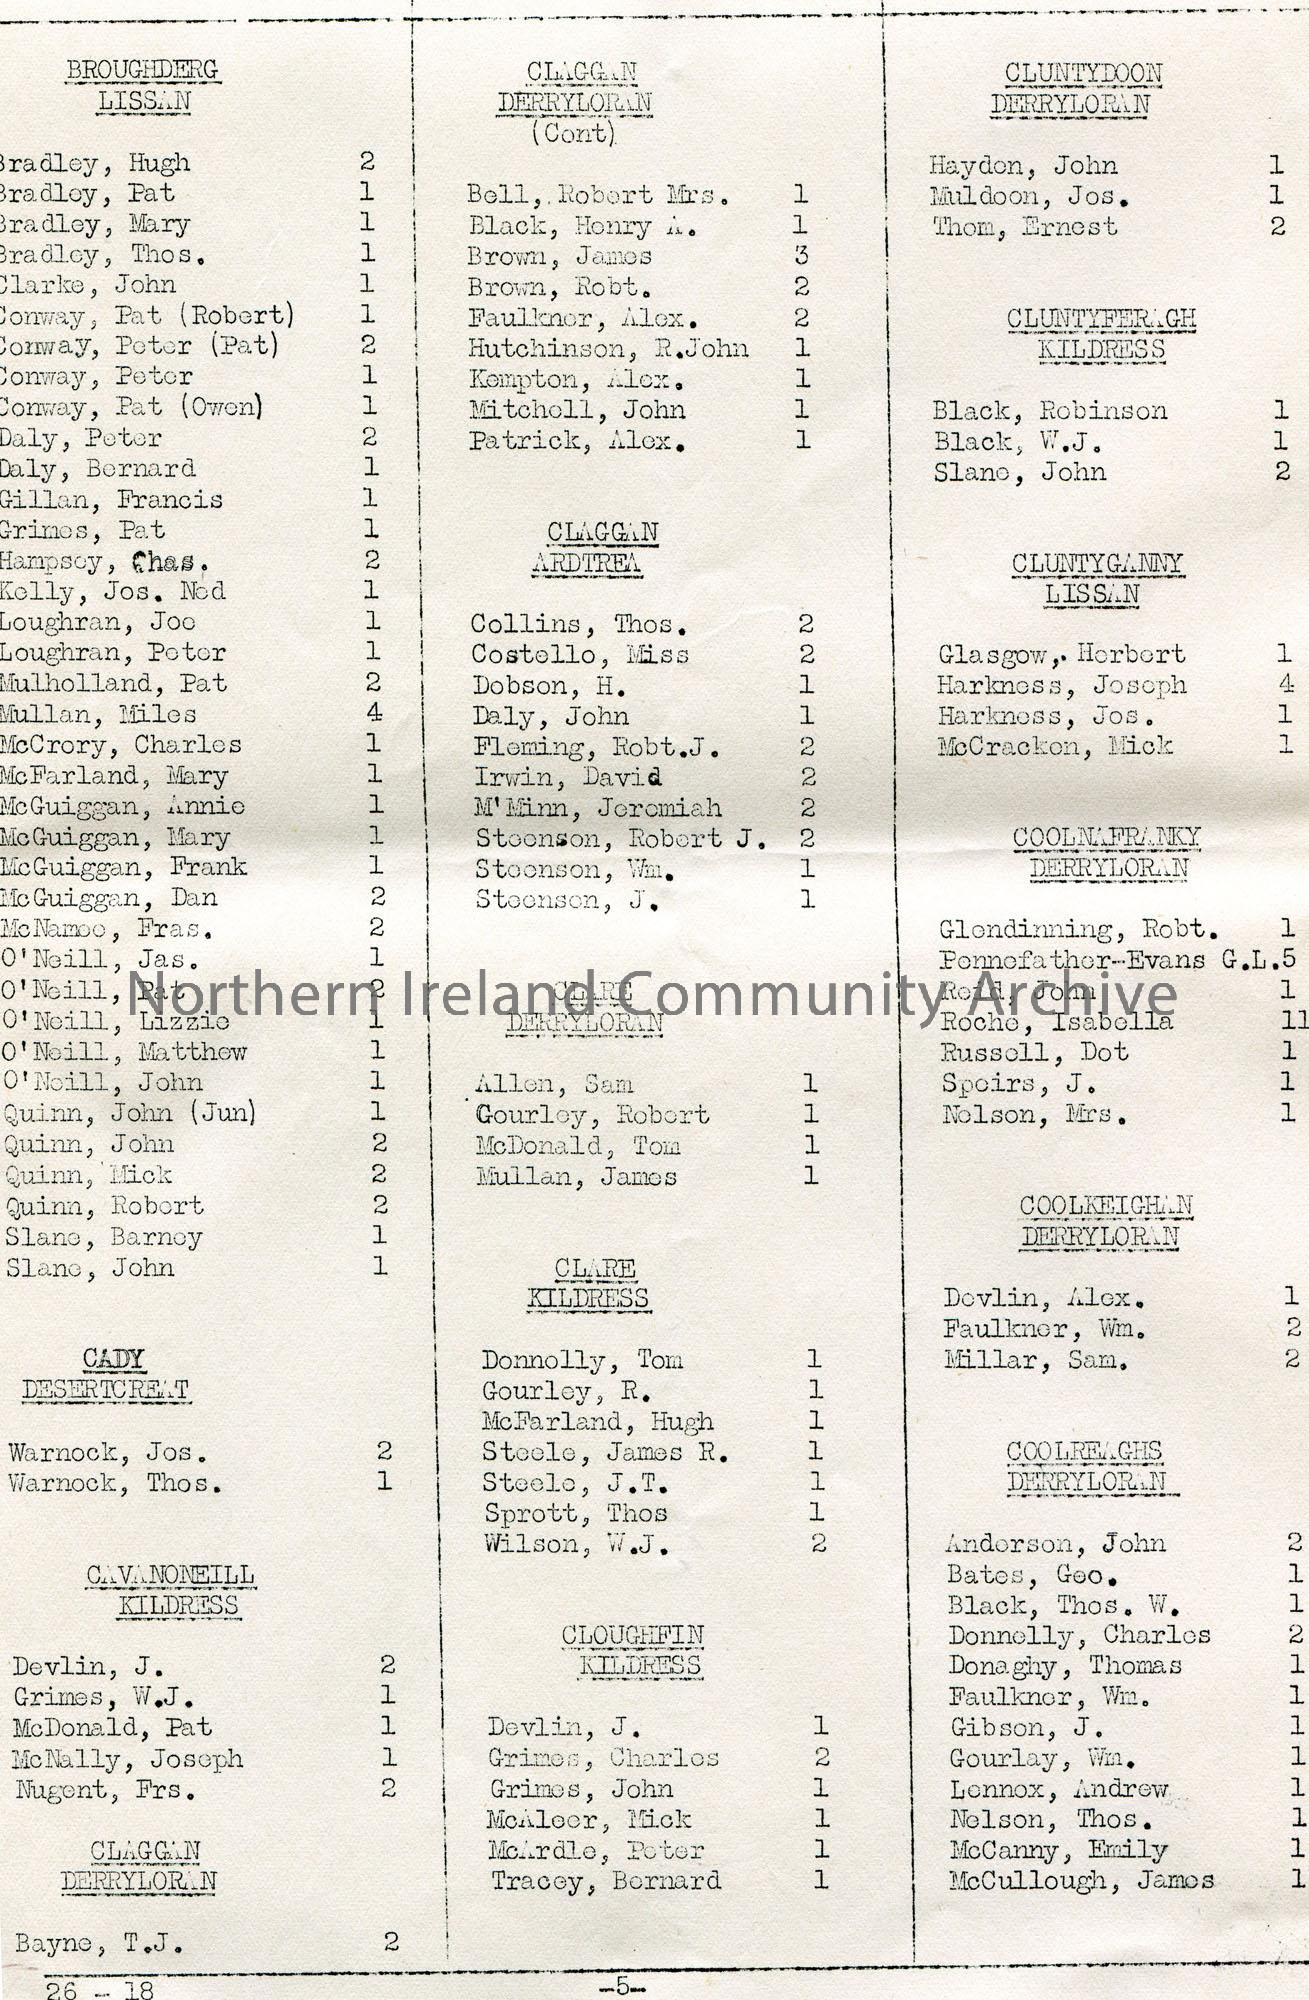 BROUGHDERG
LISSAN
Bradley, Hugh 2
Bradley, Pat 1
Bradley, Mary 1
Bradley, Thos. 1
Clarke, John 1
Conway, Pat (Robert) 1
Conway, Peter (Pat) 2
Conway, Peter 1
Conway, Pat (Owen) 1
Daly, Peter 2
Daly, Bernard 1
Gillan, Francis 1
Grimes, Pat 1
Hampsey, Chas. 2
Kelly, Jos. Ned 1
Loughran, Joe 1
Loughran, Peter 1
Mulholland, Pat 2
Mullan, Miles 4
McCrory, Charles 1
McFarland, Mary 1
McGuiggan, Annie 1
McGuiggan, Mary 1
McGuiggan, Frank 1
McGuiggan, Dan 2
McNamee, Fras. 2
O'Neill, Jas. 1
O'Neill, Pat 2
O'Neill, Lizzie 1
O'Neill, Matthew 1
O'Neill, John 1
Quinn, John (Jun) 1
Quinn, John 2
Quinn, Mick 2
Quinn, Robert 2
Slane, Barney 1
Slane, John 1
CADY
DESERTCREAT
Warnock, Jos. 2
Warnock, Thos. 1
CAVANONEILL
KILDRESS
Devlin, J. 2
Grimes, W.J. 1
McDonald, Pat 1
McNally, Joseph 1
Nugent, Frs. 2
CLAGGAN
DERRYLORAN
Bayne, T.J. 2
CLAGGAN
DERRYLORAN
(Cont)
Bell, Robert Mrs. 1
Black, Henry A. 1
Brown, James 3
Brown, Robt. 2
Faulkner, Alex. 2
Hutchinson, R.John 1
Kempton, Alex. 1
Mitchell, John 1
Patrick, Alex. 1
CLAGGAN
ARDTREA
Collins, Thos. 2
Costello, Miss 2
Dobson, H. 1
Daly, John 1
Fleming, Robt.J. 2
Irwin, David 2
M'Minn, Jeremiah 2
Steenson, Robert J. 2
Steenson, Wm. 1
Steenson, J. 1
CLARE
DERRYLORAN
Allen, Sam 1
Gourley, Robert 1
McDonald, Tom 1
Mullan, James 1
CLARE
KILDRESS
Donnolly, Tom 1
Gourley, R. 1
McFarland, Hugh 1
Steele, James R. 1
Steele, J.T. 1
Sprott, Thos 1
Wilson, W.J. 2
CLOUGHFIN
KILDRESS
Devlin, J. 1
Grimes, Charles 2
Grimes, John 1
McAleer, Mick 1
McArdle, Peter 1
Tracey, Bernard 1
CLUNTYDOON
DERRYLORAN
Hayden, John 1
Muldoon, Jos. 1
Thom, Ernest 2
CLUNTYFERAGH
KILDRESS
Black, Robinson 1
Black, W.J. 1
Slane, John 2
CLUNTYGANNY
LISSAN
Glasgow, Herbert 1
Harkness, Joseph 4
Harkness, Jos. 1
McCracken, Mick 1
COOLNAFRANKY
DERRYLORAN
Glendinning, Robt. 1
Pennefather-Evans G.L.5
Reid, John 1
Roche, Isabella 11
Russell, Dot 1
Speirs, J. 1
Nelson, Mrs. 1
COOLKEIGHAN
DERRYLORAN
Devlin, Alex. 1
Faulkner, Wm. 2
Millar, Sam. 2
COOLREAGHS
DERRYLORAN
Anderson, John 2
Bates, Geo. 1
Black, Thos. W. 1
Donnelly, Charles 2
Donaghy, Thomas 1
Faulkner, Wm. 1
Gibson, J. 1
Gourlay, Wm. 1
Lennox, Andrew 1
Nelson, Thos. 1
McCanny, Emily 1
McCullough, James 1
Northern Ireland Community Archive
26 - 18
-5-